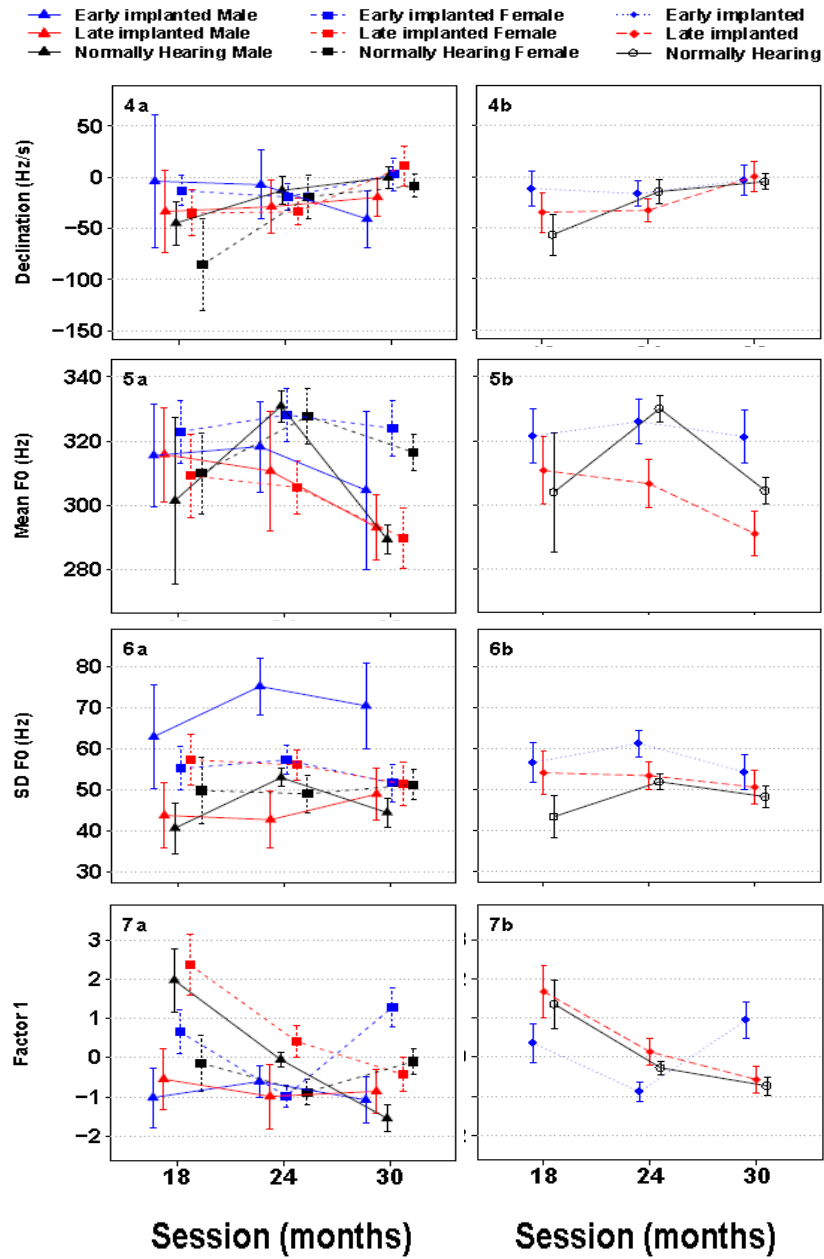 Early implanted Male Early implanted Female Early implanted
Late implanted Male Late implanted Female Late implanted
Normally Hearing Male Normally Hearing Female Normally Hearing
4a 4b
Declination (Hz/s)
50
0
−50
−100
−150
5a 5b
Mean F0 (Hz)
340
320
300
280
6a 6b
SD F0 (Hz)
80
70
60
50
40
30
7a 7b
Factor 1
3
2
1
0
−1
−2
18 24 30 18 24 30
Session (months) Session (months)